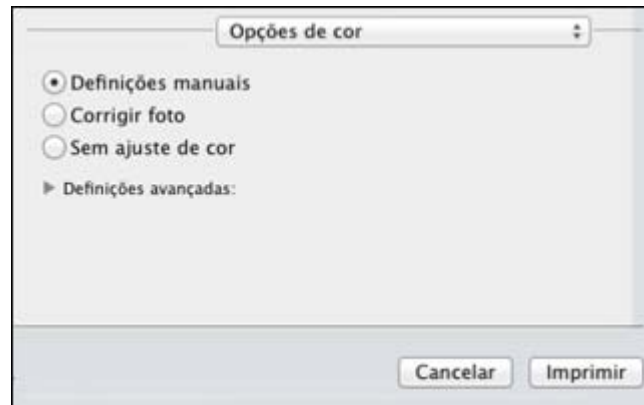 Opções de cor
Definições manuais
Corrigir foto
Sem ajuste de cor
Definições avançadas:
Cancelar
Imprimir